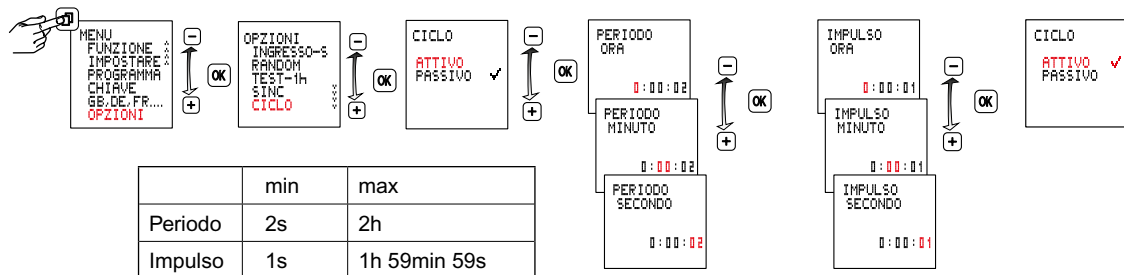 MENU
FUNZIONE
IMPOSTARE
PROGRAMMA
CHIAVE
GB,DE,FR....
OPZIONI
OK
OPZIONI
INGRESSO-S
RANDOM
TEST-1h
SINC
CICLO
OK
CICLO
ATTIVO
PASSIVO ✓
OK
PERIODO
ORA
0:00:02
PERIODO
MINUTO
0:00:02
PERIODO
SECONDO
0:00:02
OK
IMPULSO
ORA
0:00:01
IMPULSO
MINUTO
0:00:01
IMPULSO
SECONDO
0:00:01
OK
CICLO
ATTIVO ✓
PASSIVO
min max
Periodo 2s 2h
Impulso 1s 1h 59min 59s